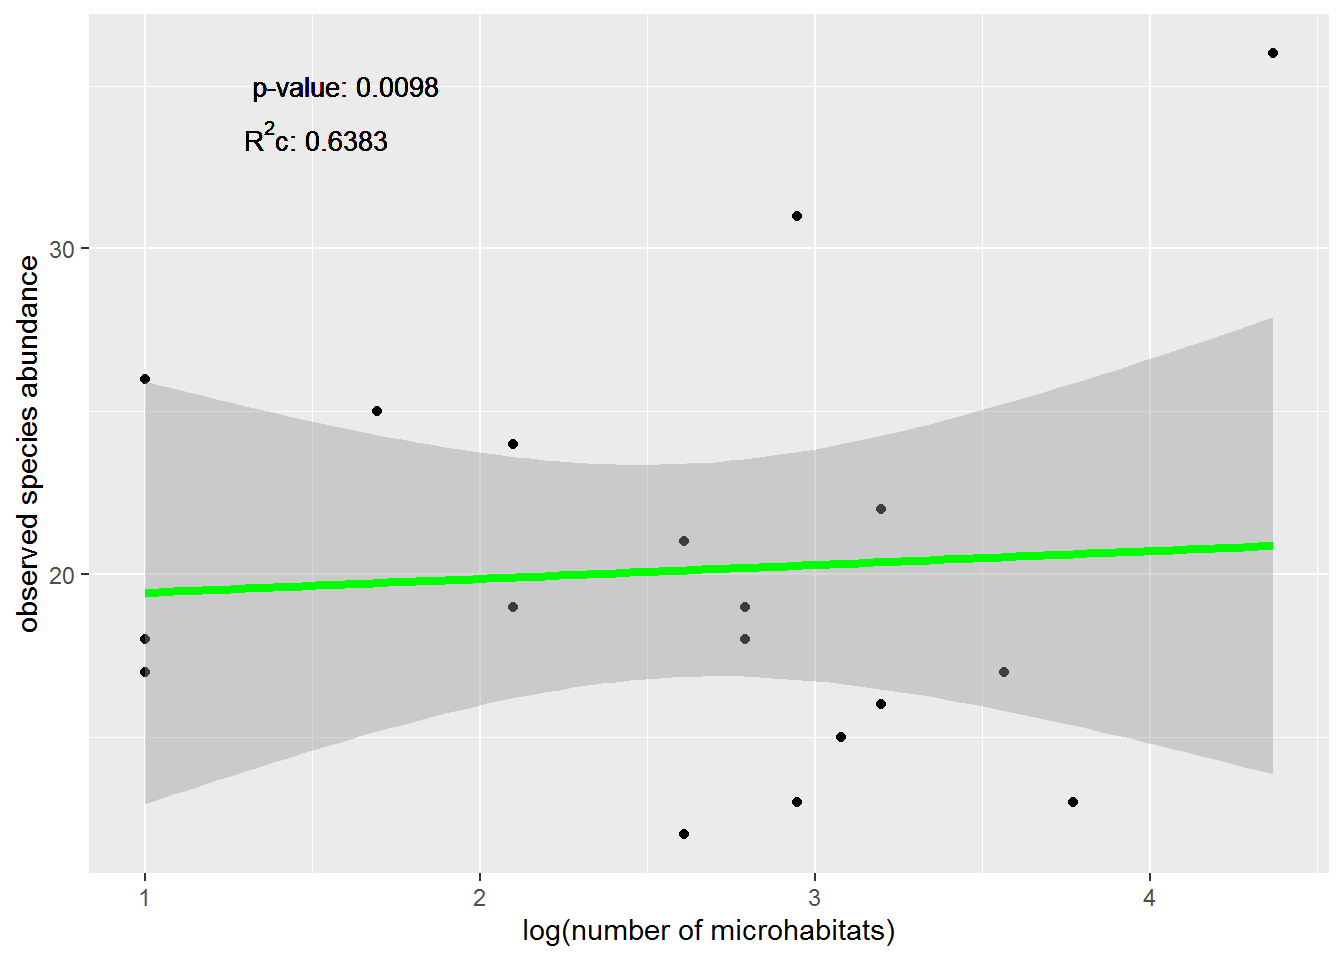 p-value: 0.0098
R²c: 0.6383
30
20
observed species abundance
1 2 3 4
log(number of microhabitats)